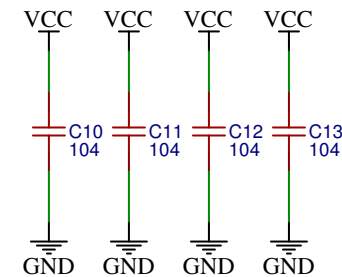 VCC VCC VCC VCC
C10 C11 C12 C13
104 104 104 104
GND GND GND GND